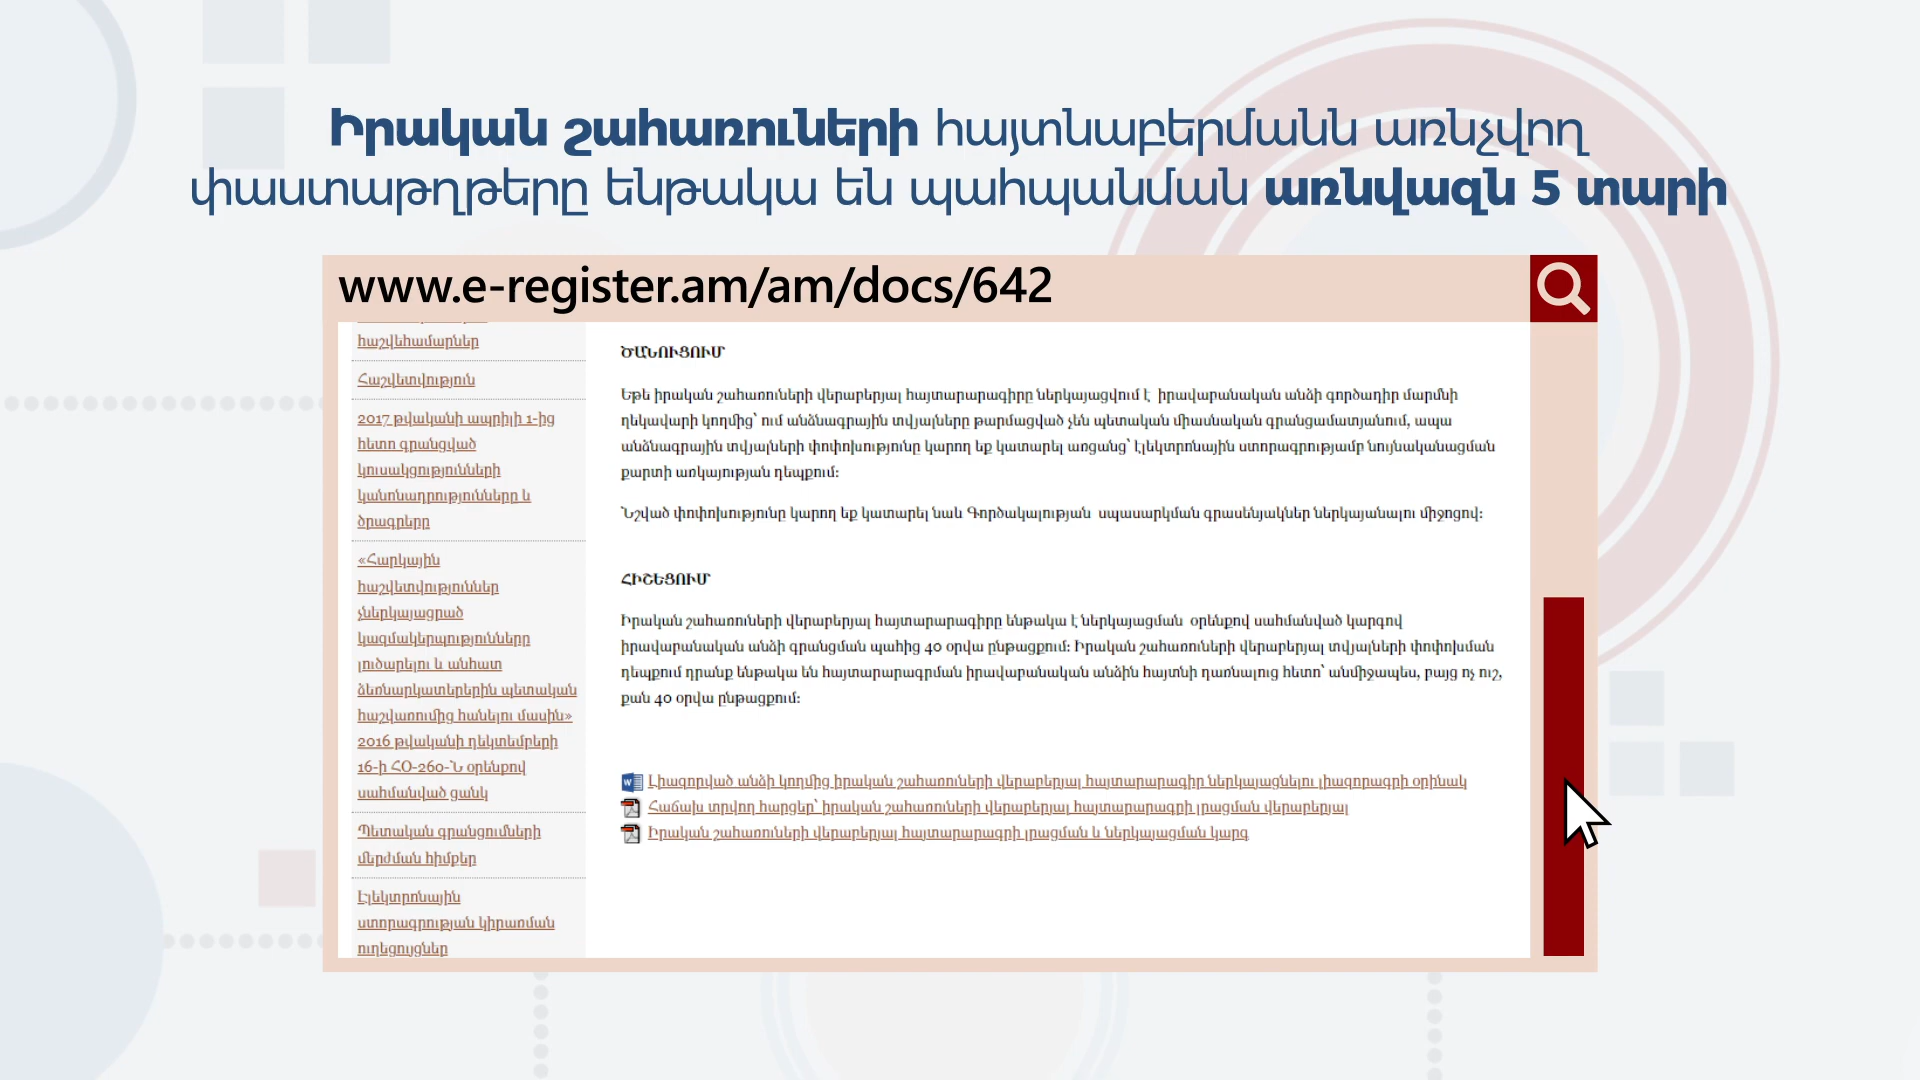 Իրական շահառուների հայտնաբերմանն առնչվող
փաստաթղթերը ենթակա են պահպանման առնվազն 5 տարի
www.e-register.am/am/docs/642
հաշվեհամարներ
Հաշվետվություն
2017 թվականի ապրիլի 1-ից
հետո գրանցված
կուսակցությունների
կանոնադրությունները և
ծրագրերը
«Հարկային
հաշվետվություններ
չներկայացրած
կազմակերպությունները
լուծարելու և անհատ
ձեռնարկատերերին պետական
հաշվառումից հանելու մասին»
2016 թվականի դեկտեմբերի
16-ի ՀՕ-260-Ն օրենքով
սահմանված ցանկ
Պետական գրանցումների
մերժման հիմքեր
Էլեկտրոնային
ստորագրության կիրառման
ուղեցույցներ
ԾԱՆՈՒՑՈՒՄ
Եթե իրական շահառուների վերաբերյալ հայտարարագիրը ներկայացվում է  իրավաբանական անձի գործադիր մարմնի
ղեկավարի կողմից՝ ում անձնագրային տվյալները թարմացված չեն պետական միասնական գրանցամատյանում, ապա
անձնագրային տվյալների փոփոխությունը կարող եք կատարել առցանց՝ էլեկտրոնային ստորագրությամբ նույնականացման
քարտի առկայության դեպքում:
Նշված փոփոխությունը կարող եք կատարել նաև Գործակալության  սպասարկման գրասենյակներ ներկայանալու միջոցով:
ՀԻՇԵՑՈՒՄ
Իրական շահառուների վերաբերյալ հայտարարագիրը ենթակա է ներկայացման  օրենքով սահմանված կարգով
իրավաբանական անձի գրանցման պահից 40 օրվա ընթացքում: Իրական շահառուների վերաբերյալ տվյալների փոփոխման
դեպքում դրանք ենթակա են հայտարարագրման իրավաբանական անձին հայտնի դառնալուց հետո՝ անմիջապես, բայց ոչ ուշ,
քան 40 օրվա ընթացքում:
Լիազորված անձի կողմից իրական շահառուների վերաբերյալ հայտարարագիր ներկայացնելու լիազորագրի օրինակ
Հաճախ տրվող հարցեր՝ իրական շահառուների վերաբերյալ հայտարարագրի լրացման վերաբերյալ
Իրական շահառուների վերաբերյալ հայտարարագրի լրացման և ներկայացման կարգ